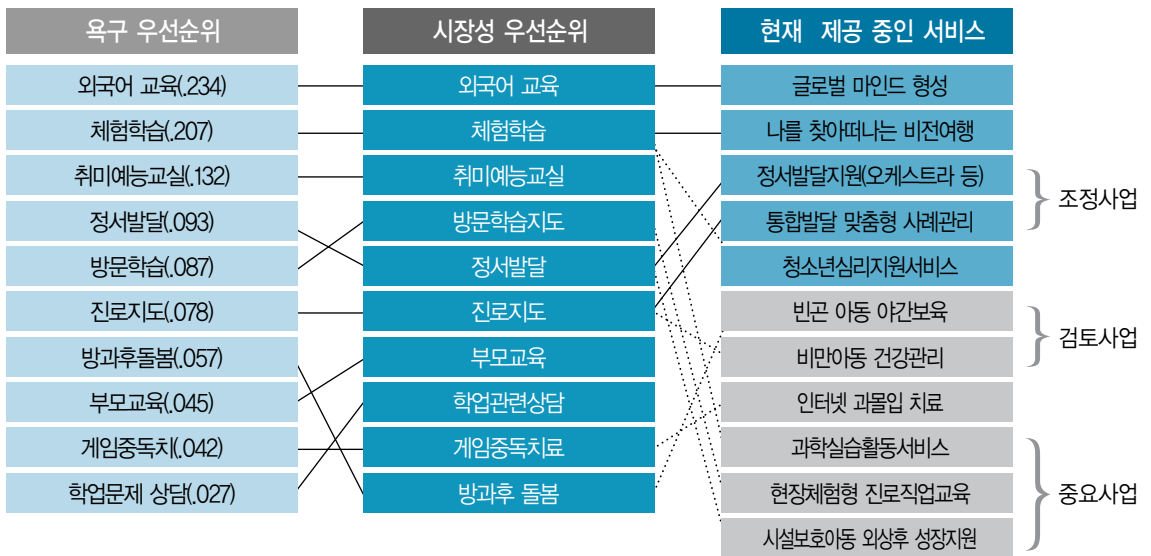 욕구 우선순위
외국어 교육(.234)
체험학습(.207)
취미예능교실(.132)
정서발달(.093)
방문학습(.087)
진로지도(.078)
방과후돌봄(.057)
부모교육(.045)
게임중독치(.042)
학업문제 상담(.027)
시장성 우선순위
외국어 교육
체험학습
취미예능교실
방문학습지도
정서발달
진로지도
부모교육
학업관련상담
게임중독치료
방과후 돌봄
현재 제공 중인 서비스
글로벌 마인드 형성
나를 찾아떠나는 비전여행
정서발달지원(오케스트라 등)
통합발달 맞춤형 사례관리
청소년심리지원서비스
빈곤 아동 야간보육
비만아동 건강관리
인터넷 과몰입 치료
과학실습활동서비스
현장체험형 진로직업교육
시설보호아동 외상후 성장지원
조정사업
검토사업
중요사업